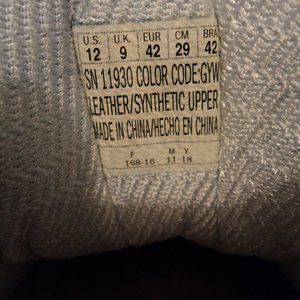 U.S. U.K. EUR CM BRA
12 9 42 29 42
SN 11930 COLOR CODE:GYW
LEATHER/SYNTHETIC UPPER
MADE IN CHINA/HECHO EN CHINA
F M Y
168-16 11-18